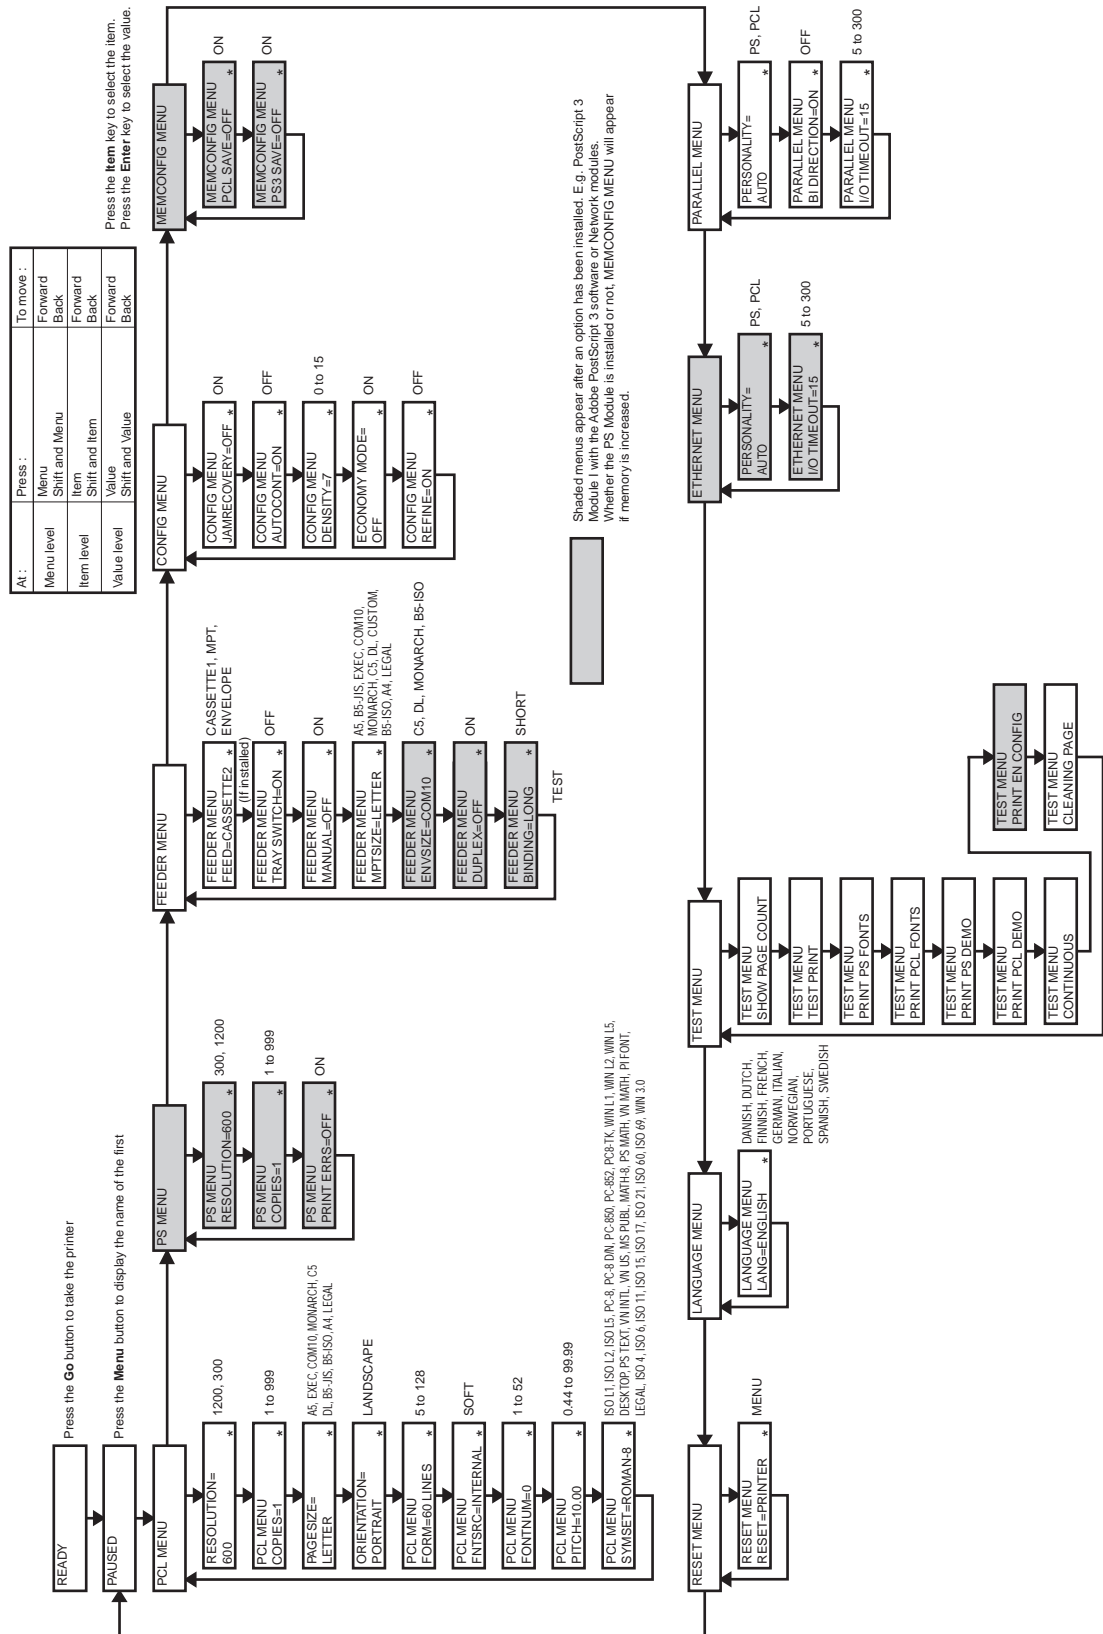 READY
Press the Go button to take the printer
PAUSED
Press the Menu button to display the name of the first
At :
Press :
To move :
Menu level
Menu
Forward
Shift and Menu
Back
Item level
Item
Forward
Shift and Item
Back
Value level
Value
Forward
Shift and Value
Back
Press the Item key to select the item.
Press the Enter key to select the value.
PCL MENU
RESOLUTION=
600 *
1200, 300
PCL MENU
COPIES=1 *
1 to 999
PAGESIZE=
LETTER *
A5, EXEC, COM10, MONARCH, C5
DL, B5-JIS, B5-ISO, A4, LEGAL
ORIENTATION=
PORTRAIT *
LANDSCAPE
PCL MENU
FORM=60 LINES *
5 to 128
PCL MENU
FNTSRC=INTERNAL *
SOFT
PCL MENU
FONTNUM=0 *
1 to 52
PCL MENU
PITCH=10.00 *
0.44 to 99.99
PCL MENU
SYMSET=ROMAN-8 *
ISO L1, ISO L2, ISO L5, PC-8, PC-8 D/N, PC-850, PC-852, PC8-TK, WIN L1, WIN L2, WIN L5,
DESKTOP, PS TEXT, VN INTL, VN US, MS PUBL, MATH-8, PS MATH, VN MATH, PI FONT,
LEGAL, ISO 4, ISO 6, ISO 11, ISO 15, ISO 17, ISO 21, ISO 60, ISO 69, WIN 3.0
PS MENU
PS MENU
RESOLUTION=600 *
300, 1200
PS MENU
COPIES=1 *
1 to 999
PS MENU
PRINT ERRS=OFF *
ON
FEEDER MENU
FEEDER MENU
FEED=CASSETTE2 *
CASSETTE1, MPT,
ENVELOPE
(If installed)
FEEDER MENU
TRAY SWITCH=ON *
OFF
FEEDER MENU
MANUAL=OFF *
ON
FEEDER MENU
MPTSIZE=LETTER *
A5, B5-JIS, EXEC, COM10,
MONARCH, C5, DL, CUSTOM,
B5-ISO, A4, LEGAL
FEEDER MENU
ENVSIZE=COM10 *
C5, DL, MONARCH, B5-ISO
FEEDER MENU
DUPLEX=OFF *
ON
FEEDER MENU
BINDING=LONG *
SHORT
TEST
CONFIG MENU
CONFIG MENU
JAMRECOVERY=OFF *
ON
CONFIG MENU
AUTOCONT=ON *
OFF
CONFIG MENU
DENSITY=7 *
0 to 15
ECONOMY MODE=
OFF *
ON
CONFIG MENU
REFINE=ON *
OFF
MEMCONFIG MENU
MEMCONFIG MENU
PCL SAVE=OFF *
ON
MEMCONFIG MENU
PS3 SAVE=OFF *
ON
Shaded menus appear after an option has been installed. E.g. PostScript 3
Module I with the Adobe PostScript 3 software or Network modules.
Whether the PS Module is installed or not, MEMCONFIG MENU will appear
if memory is increased.
RESET MENU
RESET MENU
RESET=PRINTER *
MENU
LANGUAGE MENU
LANGUAGE MENU
LANG=ENGLISH *
DANISH, DUTCH,
FINNISH, FRENCH,
GERMAN, ITALIAN,
NORWEGIAN,
PORTUGUESE,
SPANISH, SWEDISH
TEST MENU
TEST MENU
SHOW PAGE COUNT
TEST MENU
TEST PRINT
TEST MENU
PRINT PS FONTS
TEST MENU
PRINT PCL FONTS
TEST MENU
PRINT PS DEMO
TEST MENU
PRINT PCL DEMO
TEST MENU
CONTINUOUS
TEST MENU
PRINT EN CONFIG
TEST MENU
CLEANING PAGE
ETHERNET MENU
PERSONALITY=
AUTO *
PS, PCL
ETHERNET MENU
I/O TIMEOUT=15 *
5 to 300
PARALLEL MENU
PERSONALITY=
AUTO *
PS, PCL
PARALLEL MENU
BI DIRECTION=ON *
OFF
PARALLEL MENU
I/O TIMEOUT=15 *
5 to 300